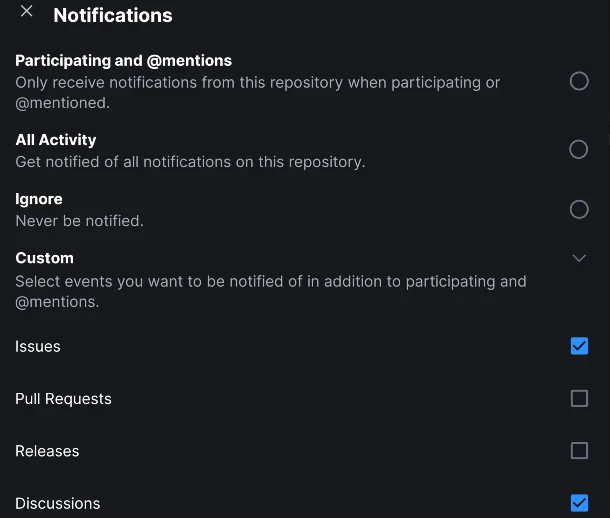 Notifications
Participating and @mentions
Only receive notifications from this repository when participating or
@mentioned.
All Activity
Get notified of all notifications on this repository.
Ignore
Never be notified.
Custom
Select events you want to be notified of in addition to participating and
@mentions.
Issues
Pull Requests
Releases
Discussions